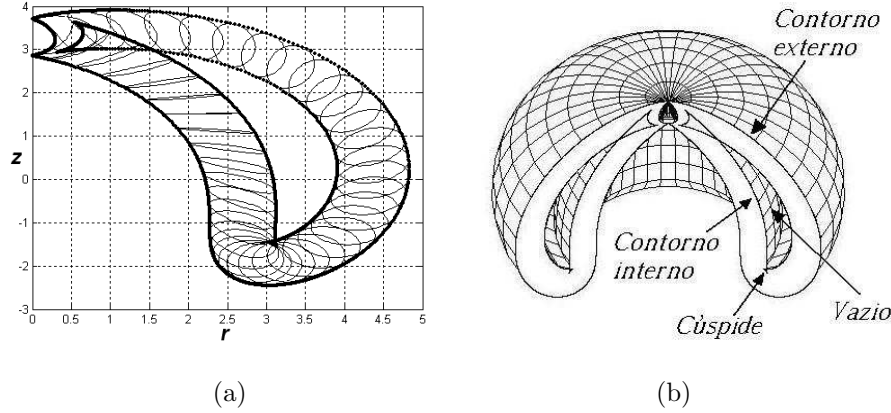 4
3
2
1
z
0
-1
-2
-3
0 0.5 1 1.5 2 2.5 3 3.5 4 4.5 5
r
(a)
Contorno
externo
Contorno
interno
Cúspide
Vazio
(b)